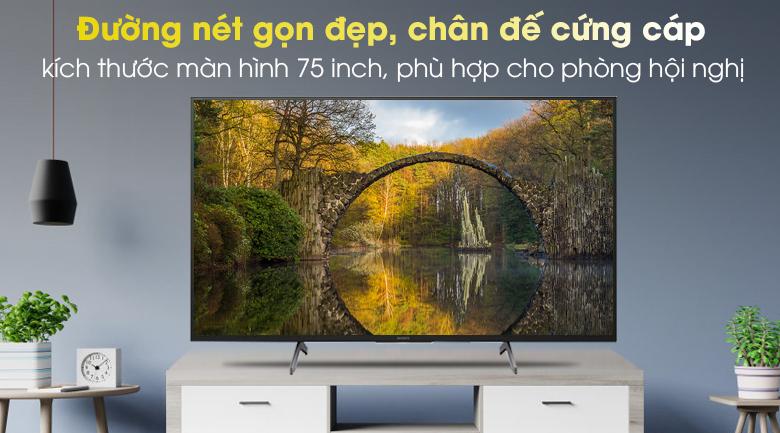 Đường nét gọn đẹp, chân đế cứng cáp
kích thước màn hình 75 inch, phù hợp cho phòng hội nghị
SONY